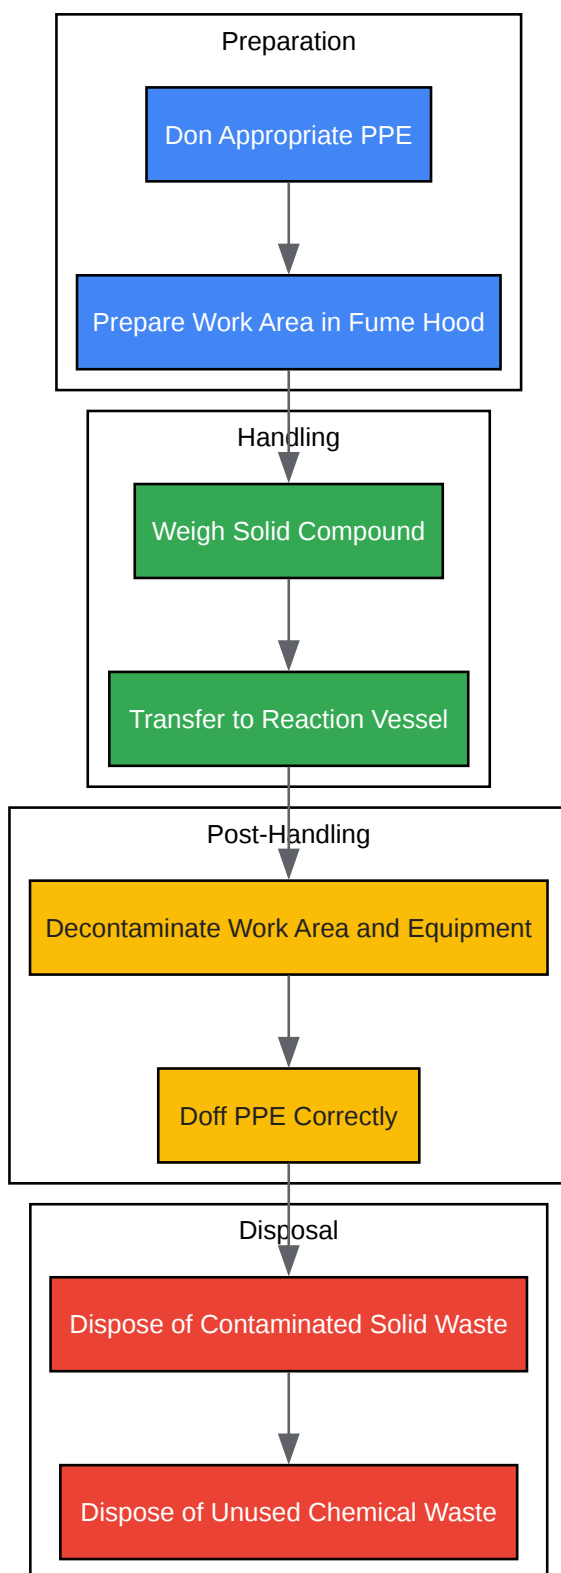 Preparation
Don Appropriate PPE
Prepare Work Area in Fume Hood
Handling
Weigh Solid Compound
Transfer to Reaction Vessel
Post-Handling
Decontaminate Work Area and Equipment
Doff PPE Correctly
Disposal
Dispose of Contaminated Solid Waste
Dispose of Unused Chemical Waste